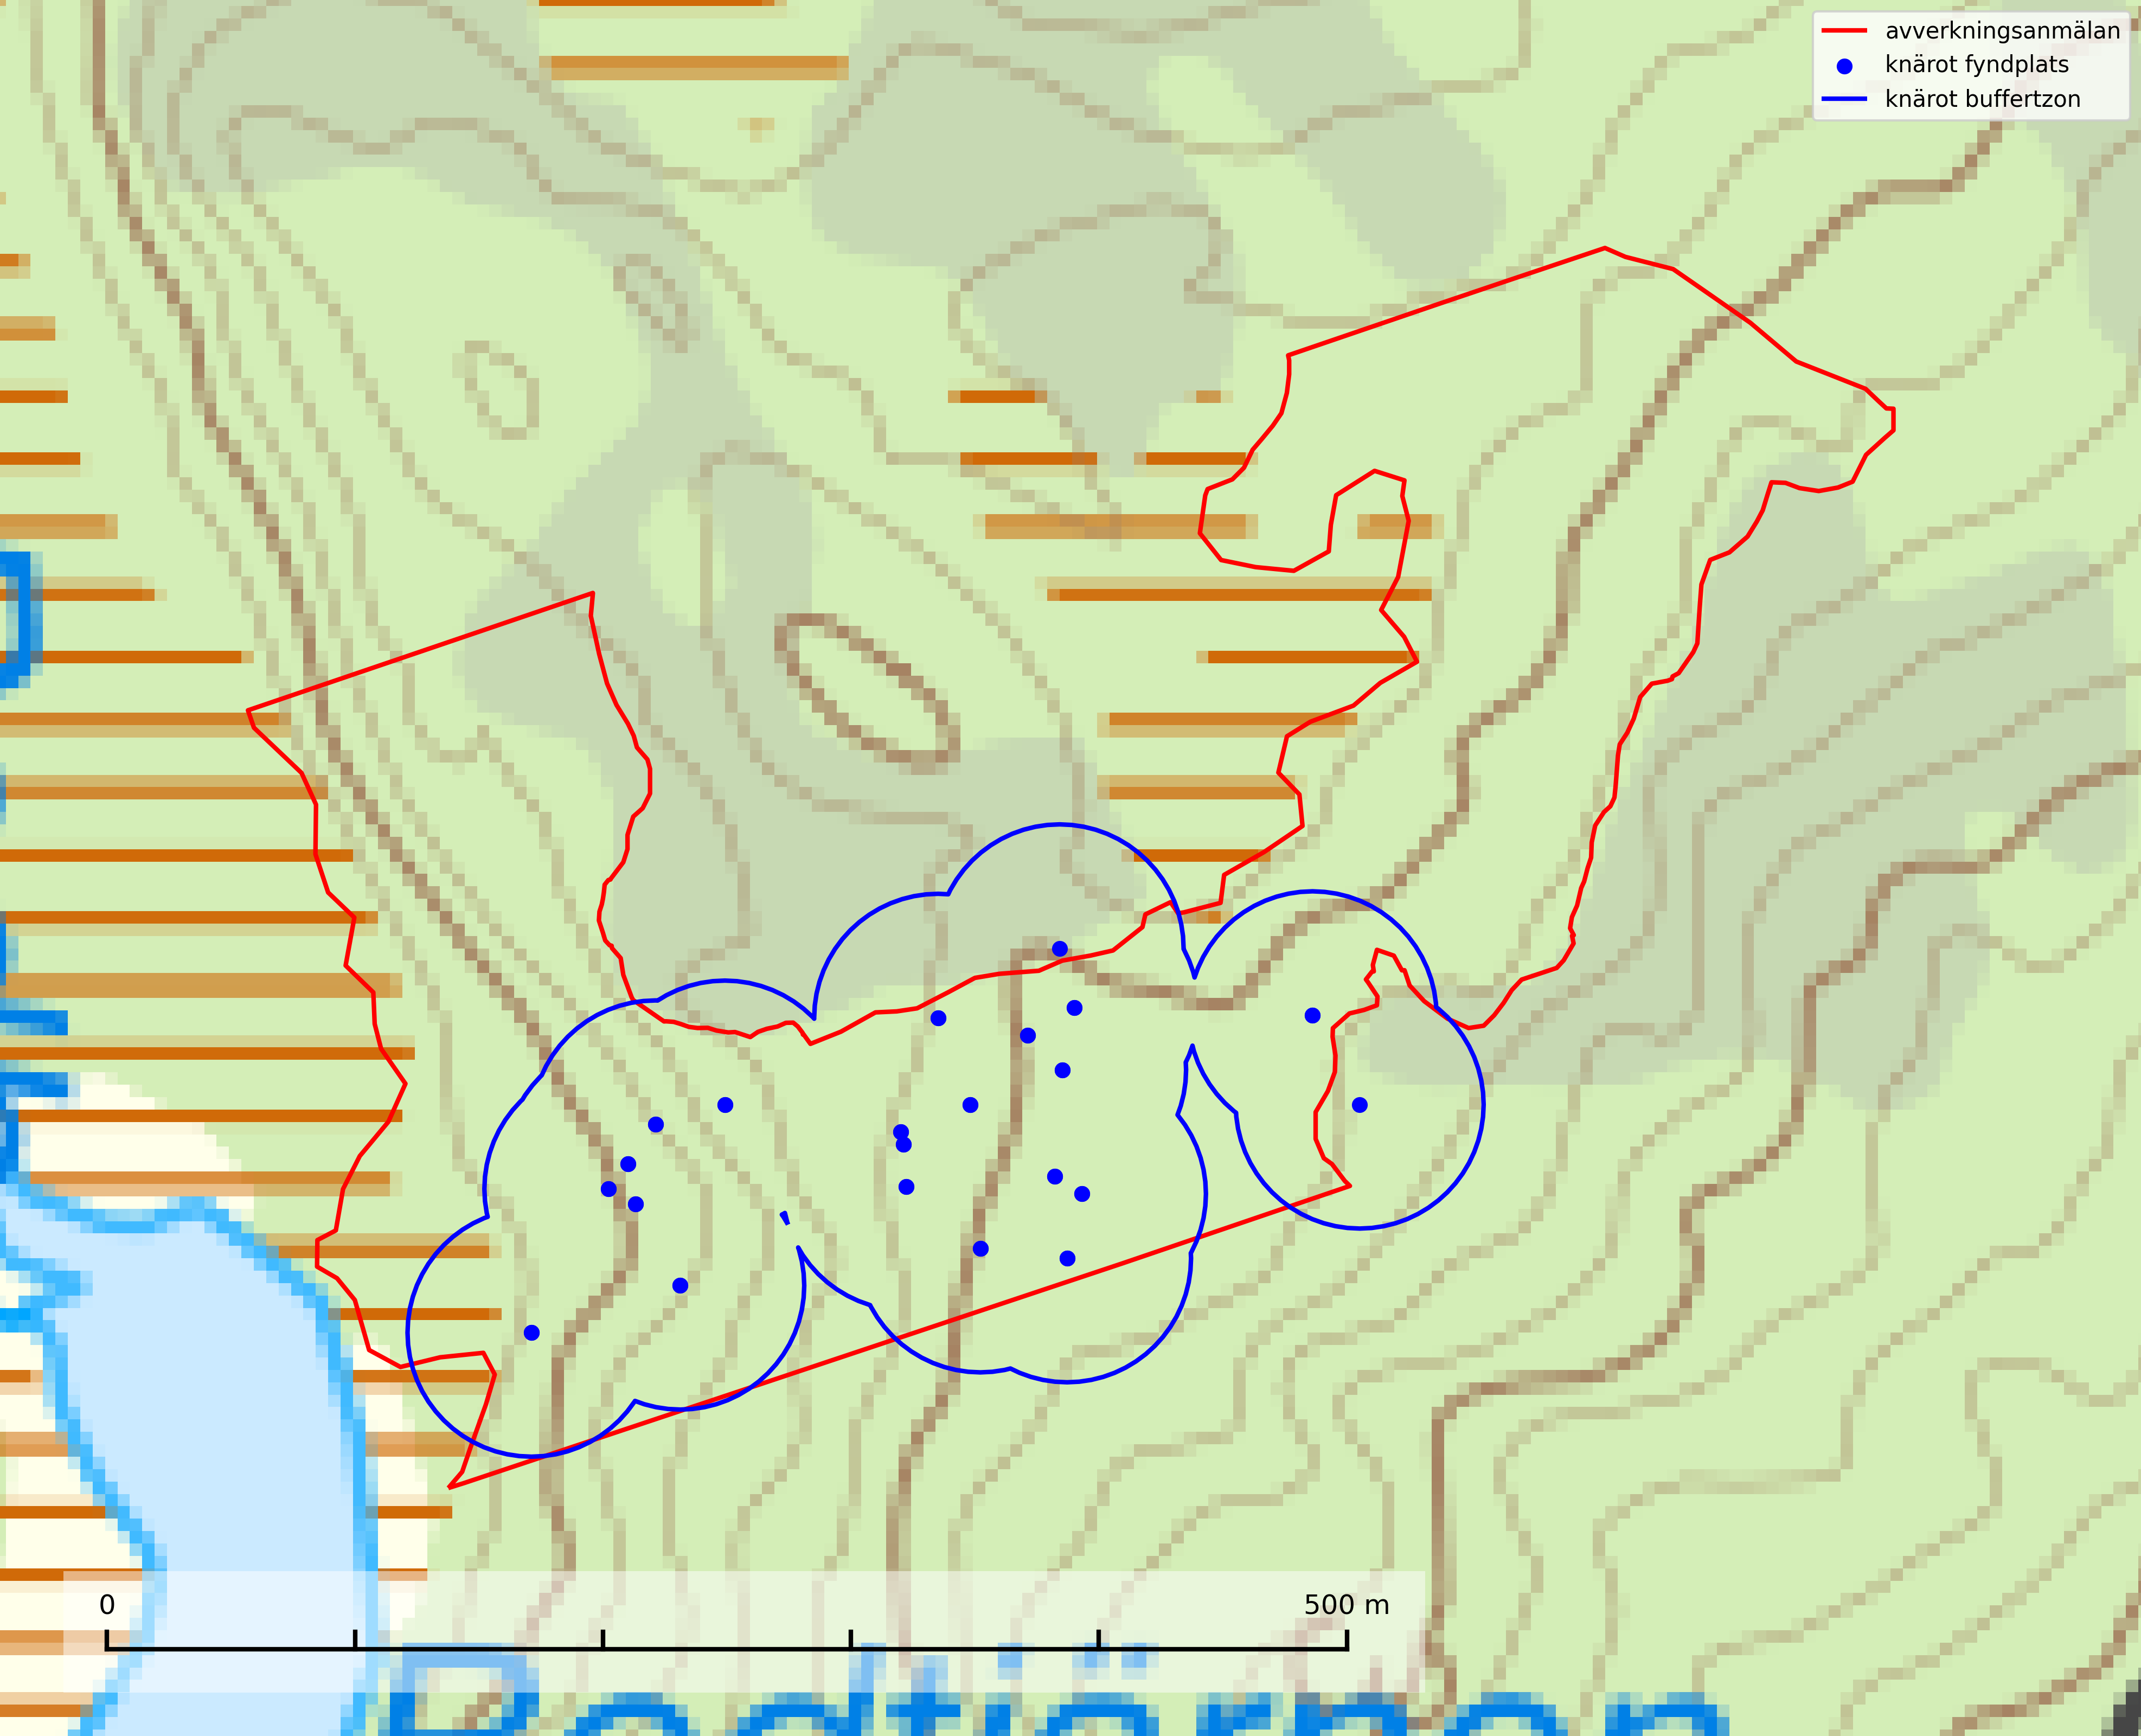 avverkningsanmälan
knärot fyndplats
knärot buffertzon
0 500 m